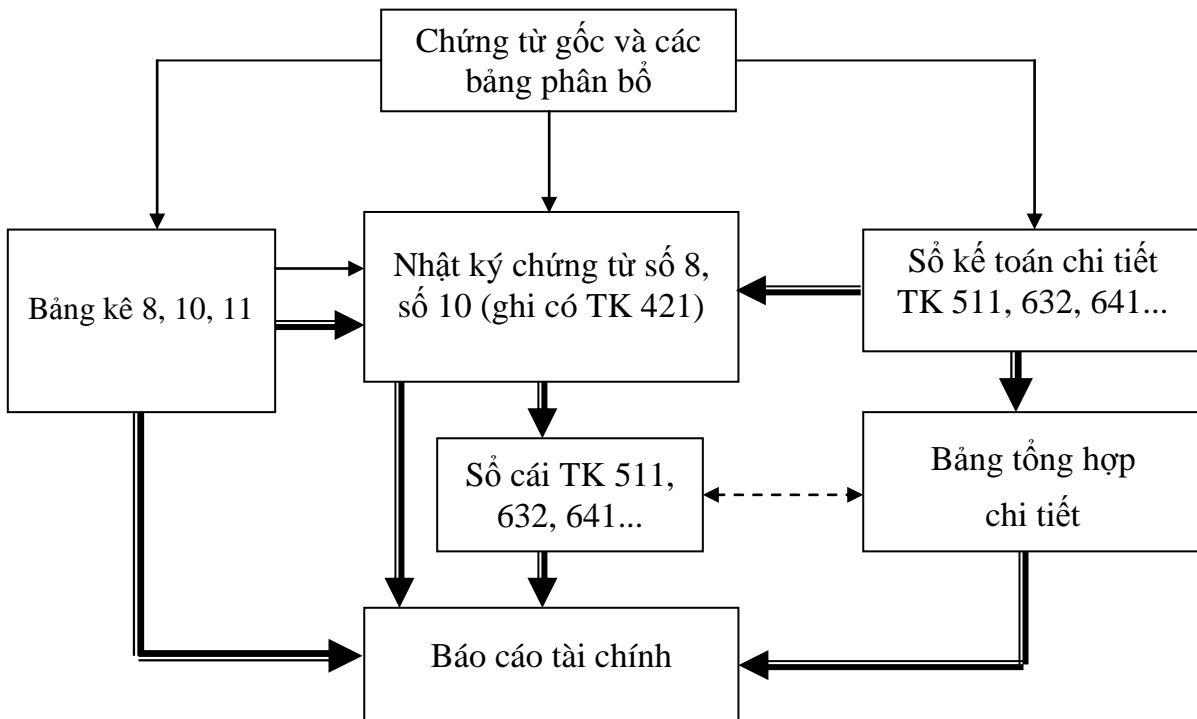 Chứng từ gốc và các
bảng phân bổ
Bảng kê 8, 10, 11
Nhật ký chứng từ số 8,
số 10 (ghi có TK 421)
Sổ kế toán chi tiết
TK 511, 632, 641...
Sổ cái TK 511,
632, 641...
Bảng tổng hợp
chi tiết
Báo cáo tài chính